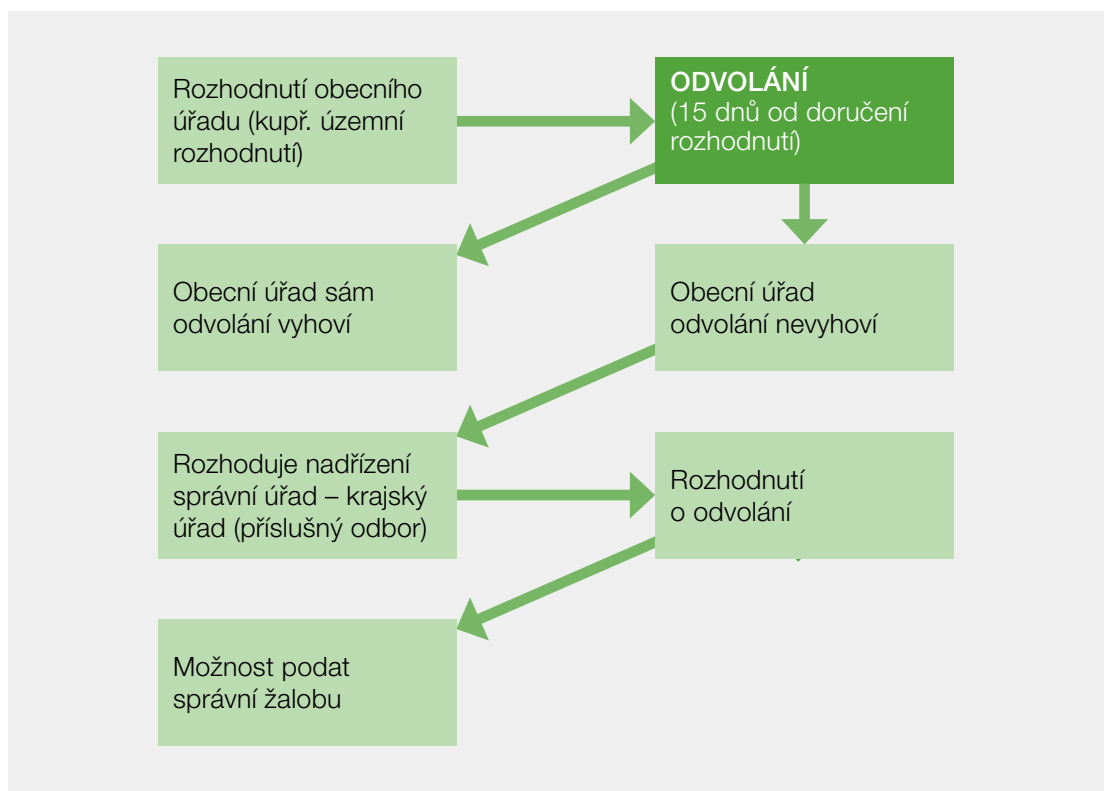 Rozhodnutí obecního
úřadu (kupř. územní
rozhodnutí)
ODVOLÁNÍ
(15 dnů od doručení
rozhodnutí)
Obecní úřad sám
odvolání vyhoví
Obecní úřad
odvolání nevyhoví
Rozhoduje nadřízení
správní úřad – krajský
úřad (příslušný odbor)
Rozhodnutí
o odvolání
Možnost podat
správní žalobu